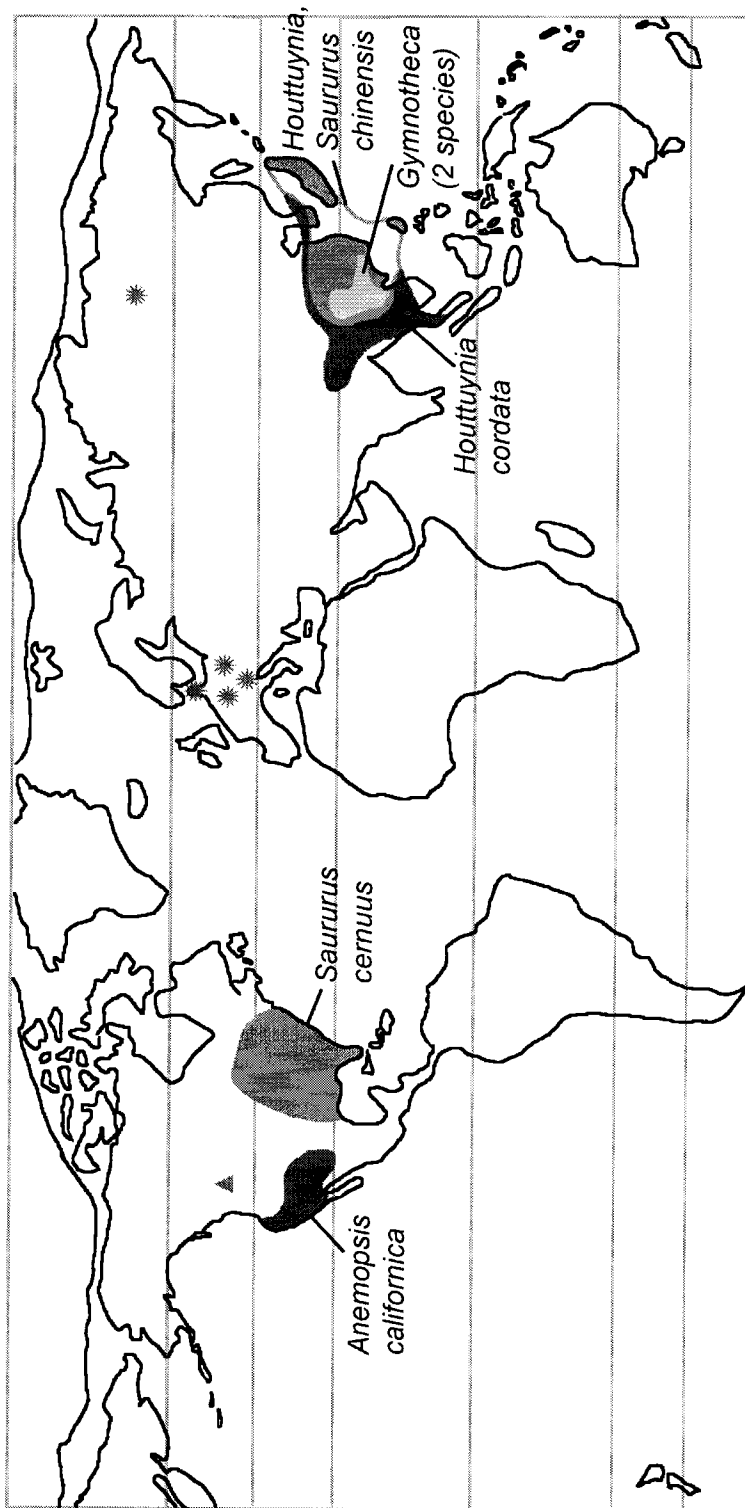 Houttuynia,
Saururus
chinensis
Gymnotheca
(2 species)
Houttuynia
cordata
Saururus
cernuus
Anemopsis
californica